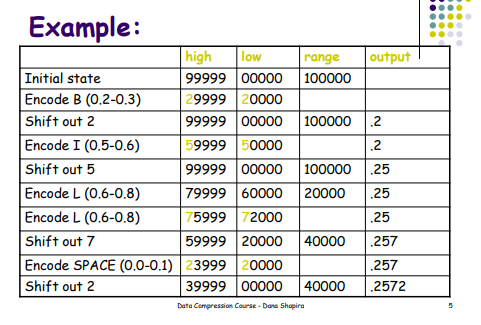 Example:
high low range output
Initial state 99999 00000 100000
Encode B (0.2-0.3) 29999 20000
Shift out 2 99999 00000 100000 .2
Encode I (0.5-0.6) 59999 50000 .2
Shift out 5 99999 00000 100000 .25
Encode L (0.6-0.8) 79999 60000 20000 .25
Encode L (0.6-0.8) 75999 72000 .25
Shift out 7 59999 20000 40000 .257
Encode SPACE (0.0-0.1) 23999 20000 .257
Shift out 2 39999 00000 40000 .2572
Data Compression Course - Dana Shapira 5